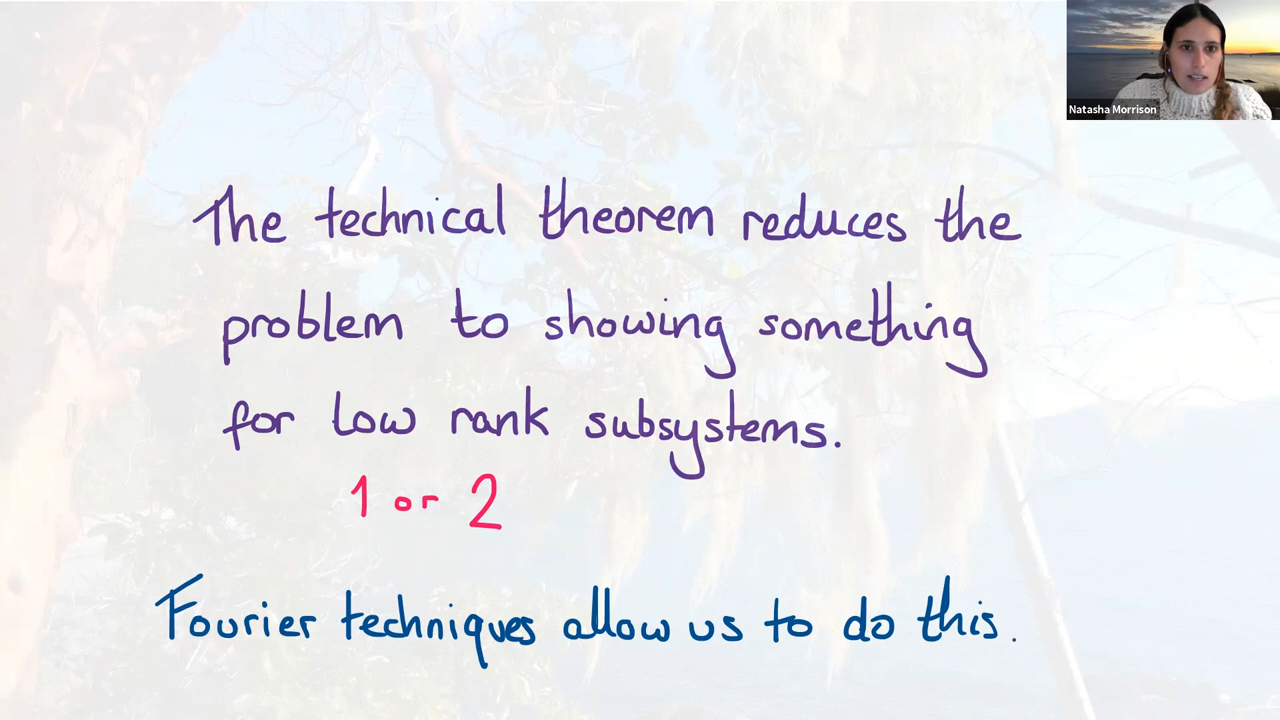 Natasha Morrison
The technical theorem reduces the
problem to showing something
for low rank subsystems.
1 or 2
Fourier techniques allow us to do this.